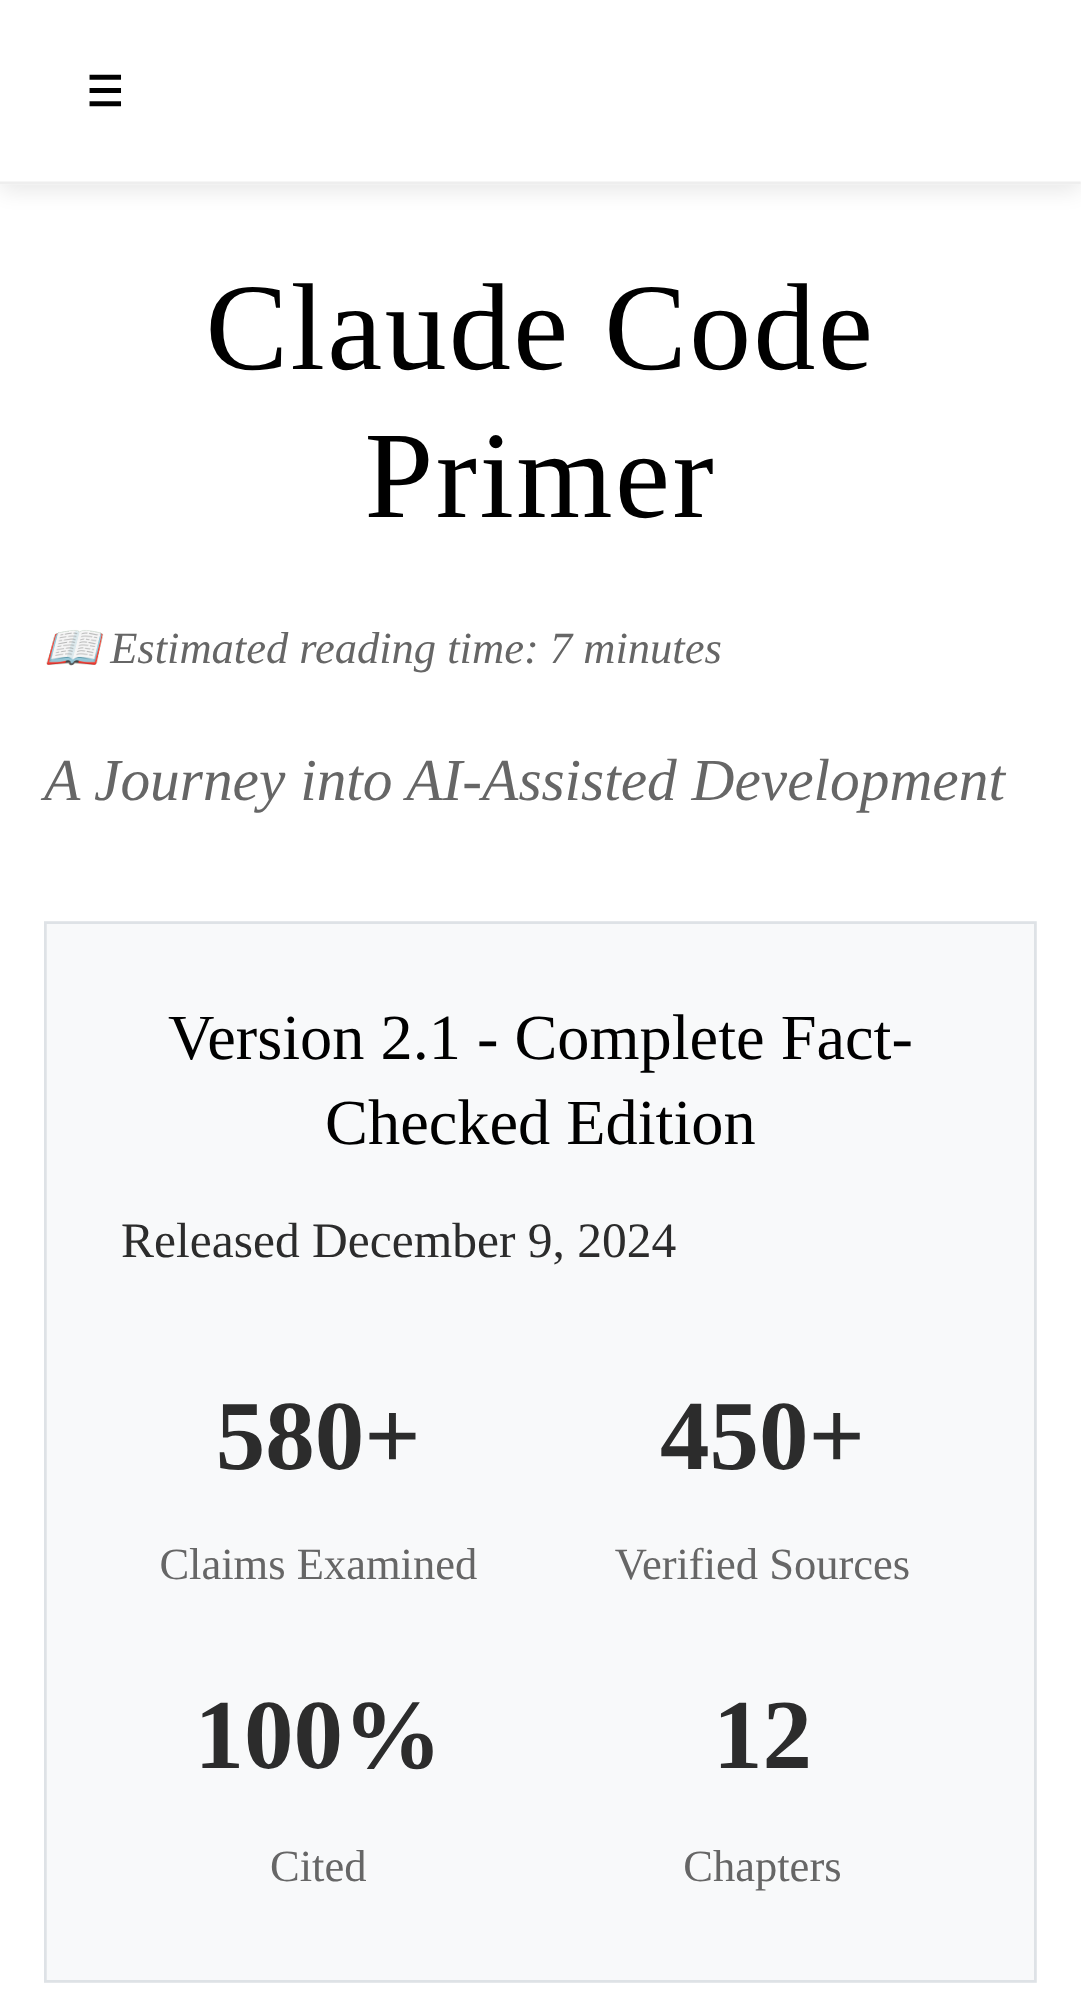 Claude Code
Primer
📖 Estimated reading time: 7 minutes
A Journey into AI-Assisted Development
Version 2.1 - Complete Fact-
Checked Edition
Released December 9, 2024
580+
450+
Claims Examined
Verified Sources
100%
12
Cited
Chapters